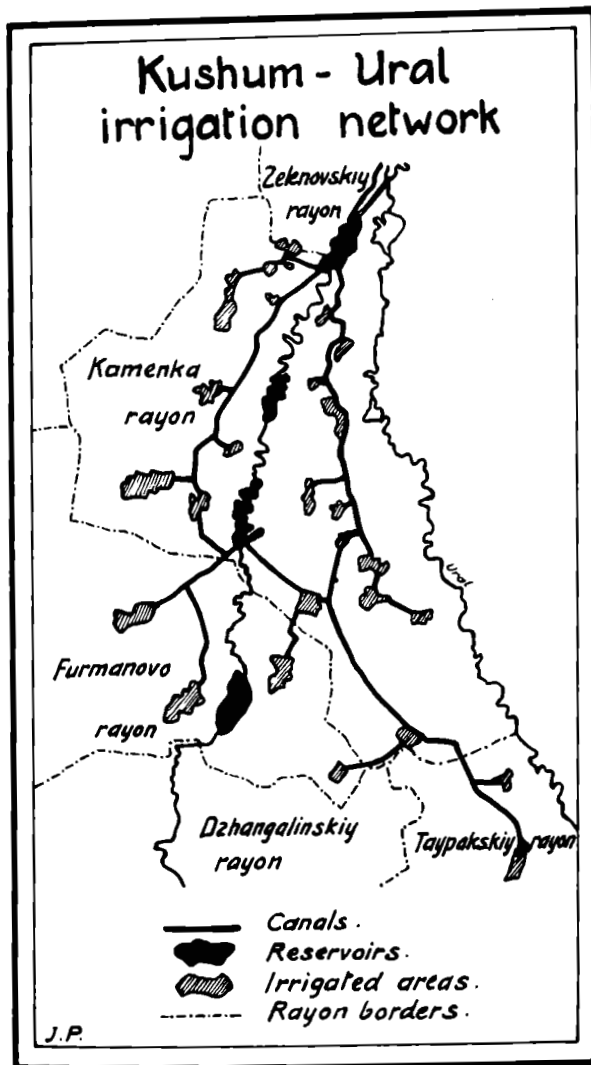 Kushum - Ural
irrigation network
Zelenovskiy
rayon
Kamenka
rayon
Ural
Furmanovo
rayon
Dzhangalinskiy
rayon
Taypakskiy rayon
Canals.
Reservoirs.
Irrigated areas.
Rayon borders.
J.P.